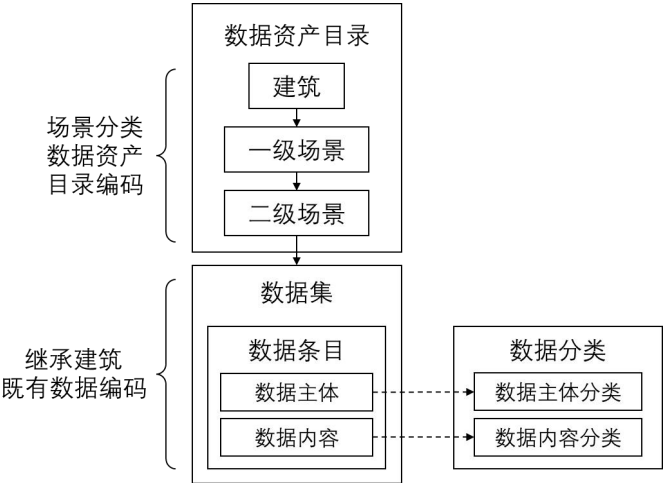 数据资产目录
建筑
一级场景
二级场景
场景分类
数据资产
目录编码
数据集
数据条目
数据主体
数据内容
继承建筑
既有数据编码
数据分类
数据主体分类
数据内容分类